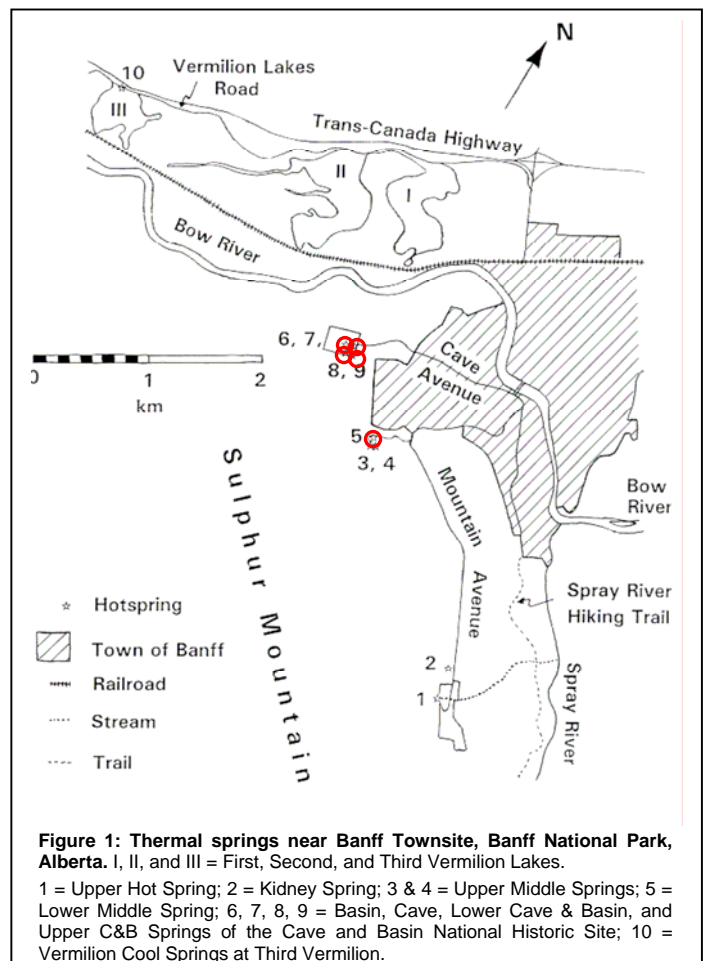 N
10
Vermilion Lakes
Road
III
Trans-Canada Highway
II
I
Bow River
6, 7,
8, 9
Cave
Avenue
0 1 2
km
5
3, 4
Sulphur Mountain
Mountain
Avenue
Bow
River
Spray River
Hiking Trail
Spray River
2
1
Hotspring
Town of Banff
Railroad
Stream
Trail
Figure 1: Thermal springs near Banff Townsite, Banff National Park,
Alberta. I, II, and III = First, Second, and Third Vermilion Lakes.
1 = Upper Hot Spring; 2 = Kidney Spring; 3 & 4 = Upper Middle Springs; 5 =
Lower Middle Spring; 6, 7, 8, 9 = Basin, Cave, Lower Cave & Basin, and
Upper C&B Springs of the Cave and Basin National Historic Site; 10 =
Vermilion Cool Springs at Third Vermilion.